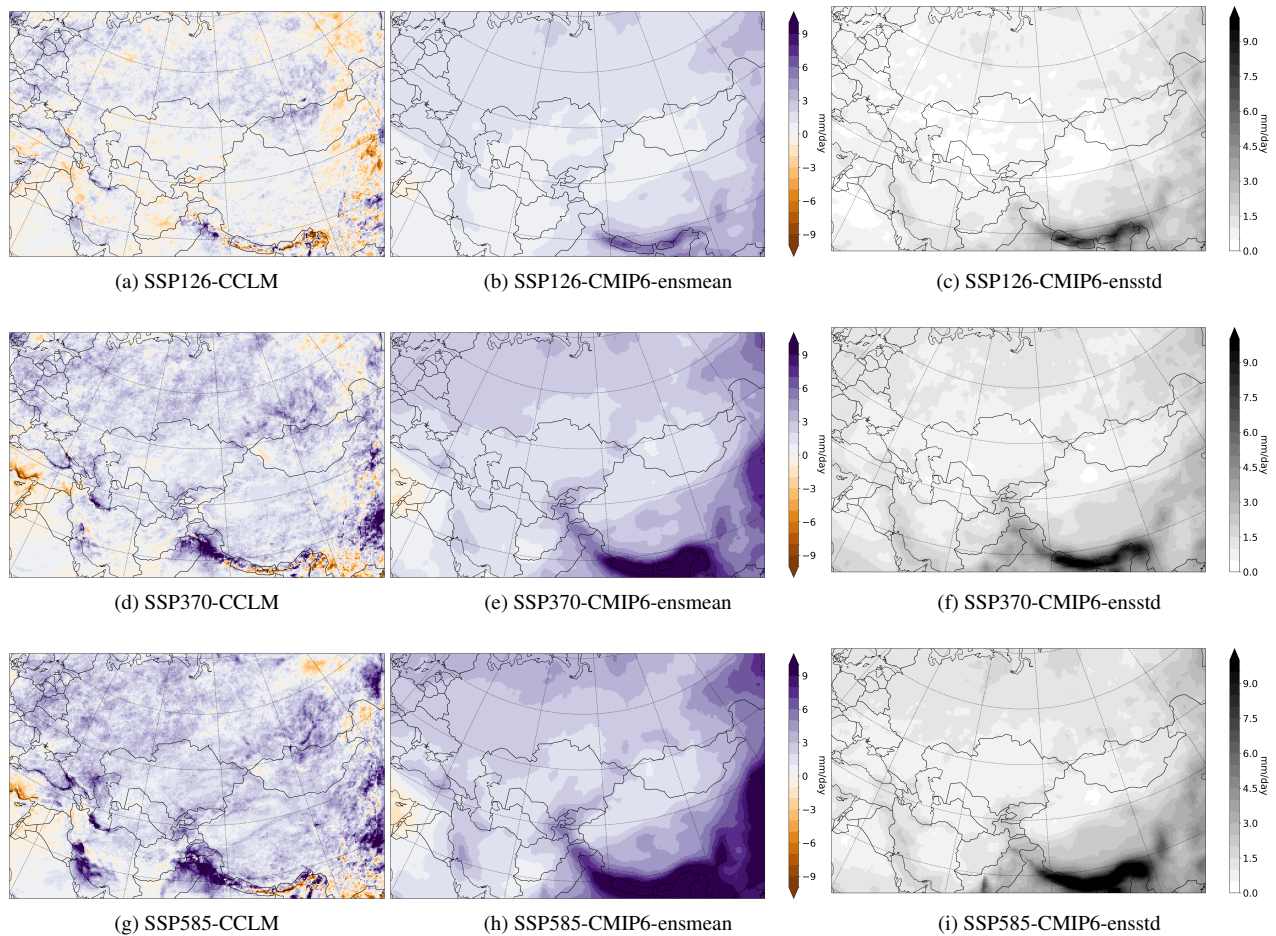 9
6
3
0
−3
−6
−9
mm/day
9.0
7.5
6.0
4.5
3.0
1.5
0.0
mm/day
(a) SSP126-CCLM
(b) SSP126-CMIP6-ensmean
(c) SSP126-CMIP6-ensstd
9
6
3
0
−3
−6
−9
mm/day
9.0
7.5
6.0
4.5
3.0
1.5
0.0
mm/day
(d) SSP370-CCLM
(e) SSP370-CMIP6-ensmean
(f) SSP370-CMIP6-ensstd
9
6
3
0
−3
−6
−9
mm/day
9.0
7.5
6.0
4.5
3.0
1.5
0.0
mm/day
(g) SSP585-CCLM
(h) SSP585-CMIP6-ensmean
(i) SSP585-CMIP6-ensstd